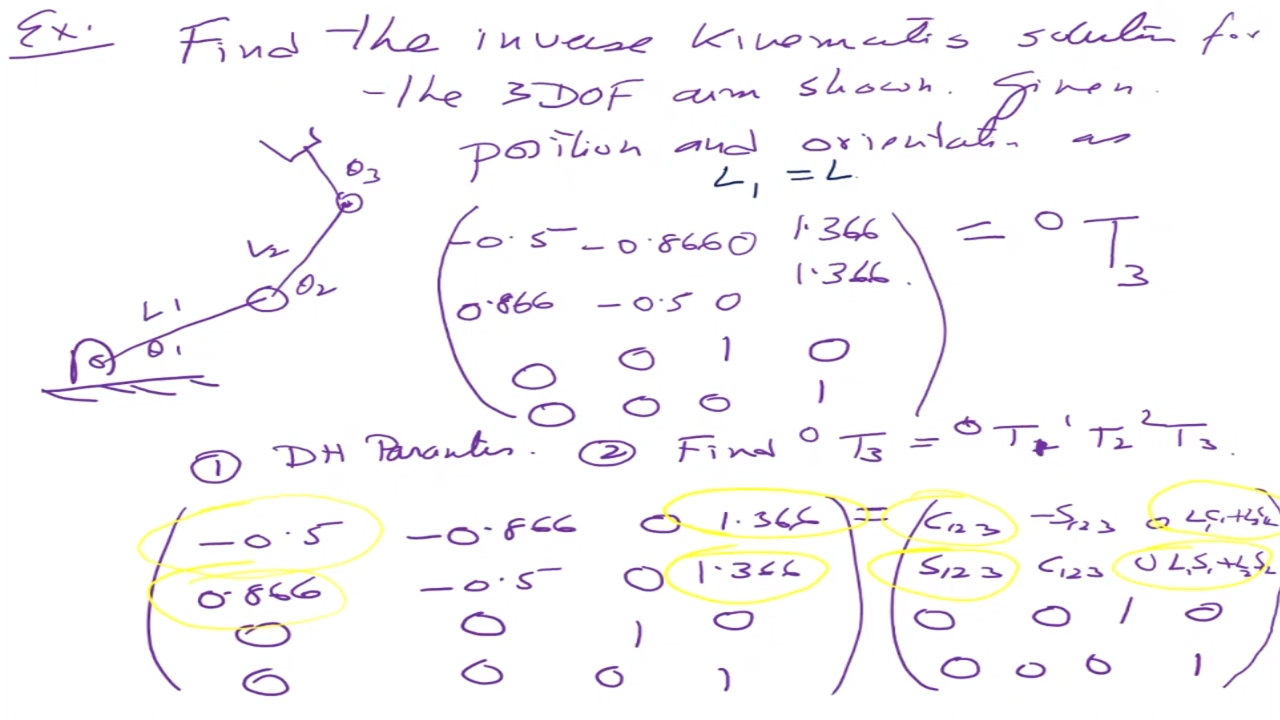 Ex. Find the inverse kinematics solution for
the 3DOF arm shown. Given
position and orientation as
L₁ = L
θ₃
L₂
θ₂
L₁
θ₁
-0.5 -0.866 0 1.366 = ⁰T₃
1.366.
0.866 -0.5 0
0 0 1 0
0 0 0 1
① DH Paramters. ② Find ⁰T₃ = ⁰T₁ ¹T₂ ²T₃.
-0.5 -0.866 0 1.366 = C₁₂₃ -S₁₂₃ 0
0.866 -0.5 0 1.366 S₁₂₃ C₁₂₃ 0
0 0 1 0 0 0 1 0
0 0 0 1 0 0 0 1